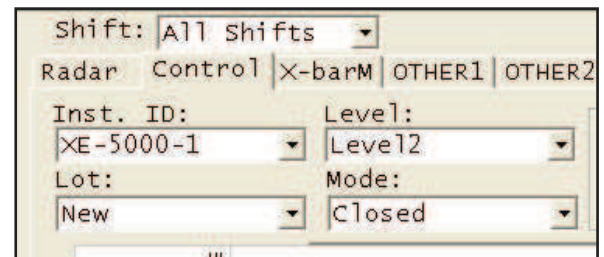 Shift: All Shifts
Radar Control X-barM OTHER1 OTHER2
Inst. ID: Level:
XE-5000-1 Level2
Lot: Mode:
New Closed